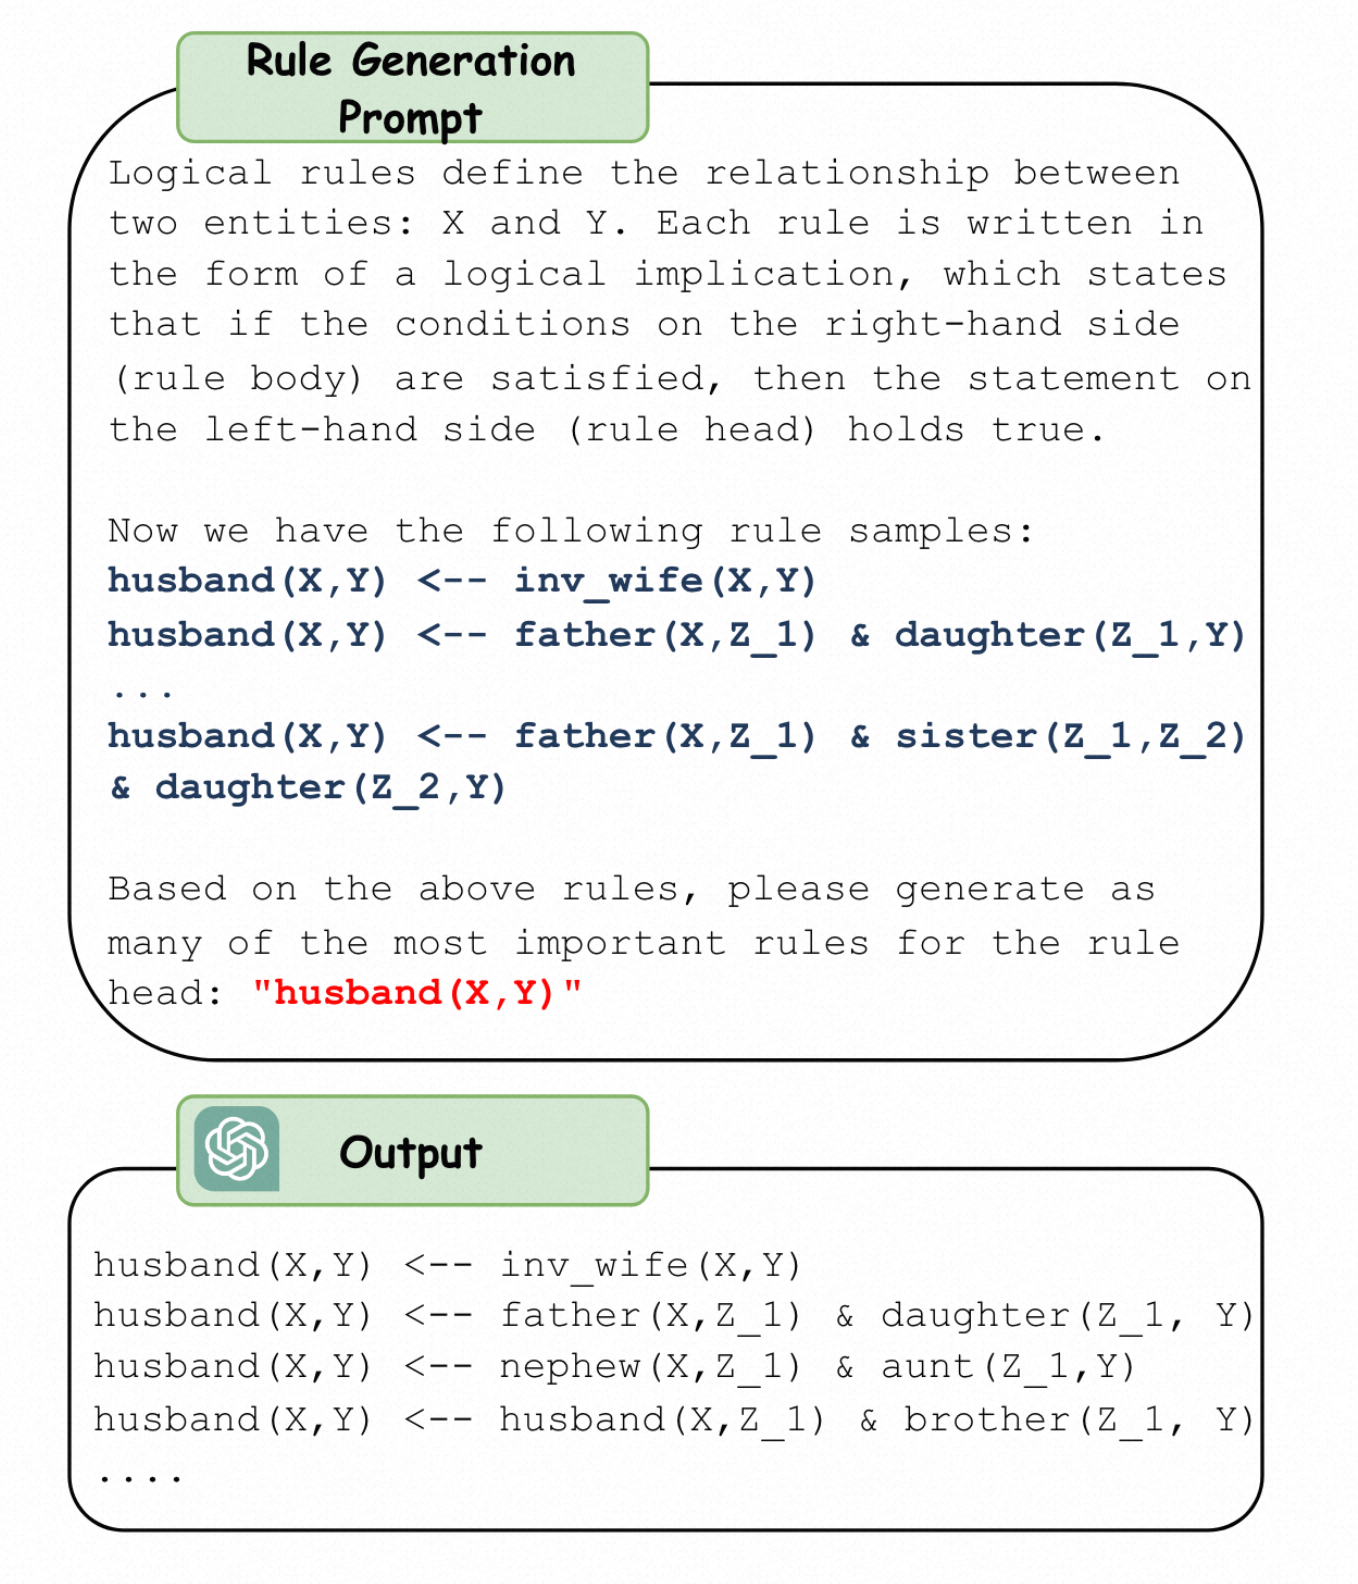 Rule Generation
Prompt
Logical rules define the relationship between
two entities: X and Y. Each rule is written in
the form of a logical implication, which states
that if the conditions on the right-hand side
(rule body) are satisfied, then the statement on
the left-hand side (rule head) holds true.
Now we have the following rule samples:
husband(X,Y) <-- inv_wife(X,Y)
husband(X,Y) <-- father(X,Z_1) & daughter(Z_1,Y)
...
husband(X,Y) <-- father(X,Z_1) & sister(Z_1,Z_2)
& daughter(Z_2,Y)
Based on the above rules, please generate as
many of the most important rules for the rule
head: "husband(X,Y)"
Output
husband(X,Y) <-- inv_wife(X,Y)
husband(X,Y) <-- father(X,Z_1) & daughter(Z_1, Y)
husband(X,Y) <-- nephew(X,Z_1) & aunt(Z_1,Y)
husband(X,Y) <-- husband(X,Z_1) & brother(Z_1, Y)
....